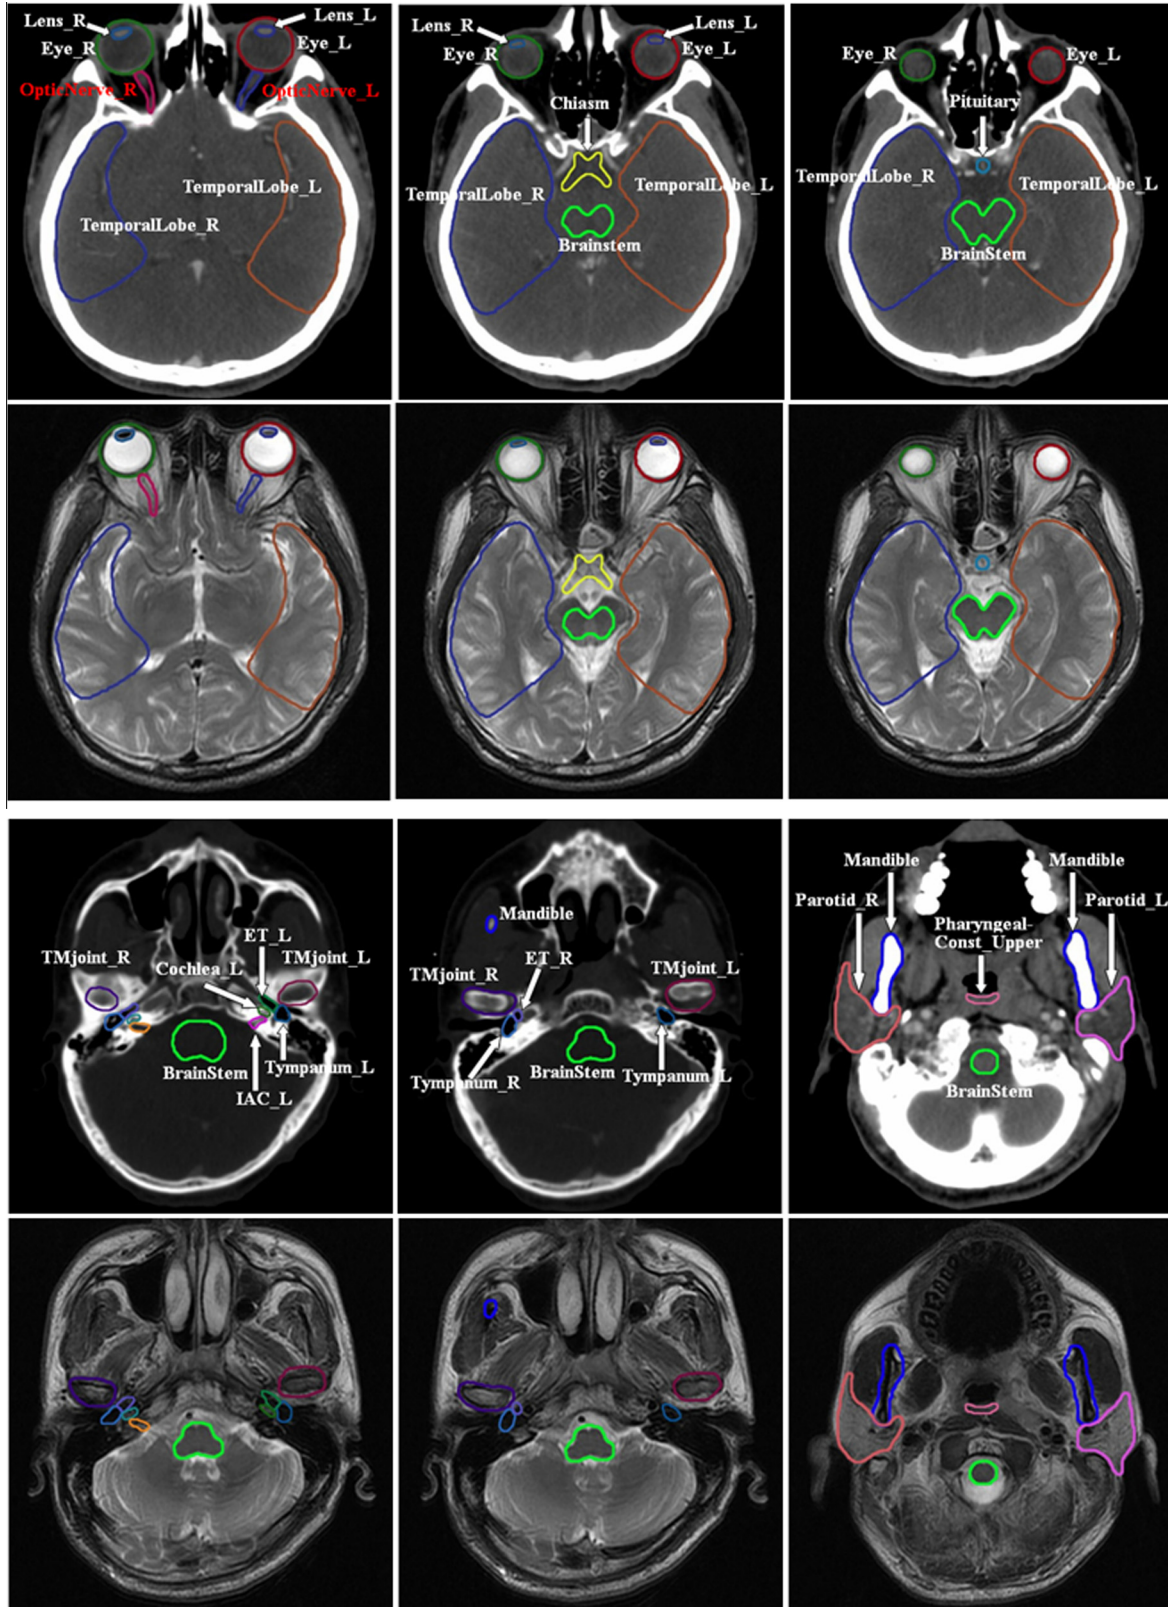 Lens_R
Lens_L
Eye_R
Eye_L
OpticNerve_R
OpticNerve_L
TemporalLobe_L
TemporalLobe_R
Lens_R
Lens_L
Eye_R
Eye_L
Chiasm
TemporalLobe_R
TemporalLobe_L
Brainstem
Eye_R
Eye_L
Pituitary
TemporalLobe_R
TemporalLobe_L
BrainStem
ET_L
TMjoint_R
Cochlea_L
TMjoint_L
BrainStem
Tympanum_L
IAC_L
Mandible
ET_R
TMjoint_R
TMjoint_L
Tympanum_R
BrainStem
Tympanum_L
Mandible
Mandible
Parotid_R
Parotid_L
Pharyngeal-
Const_Upper
BrainStem